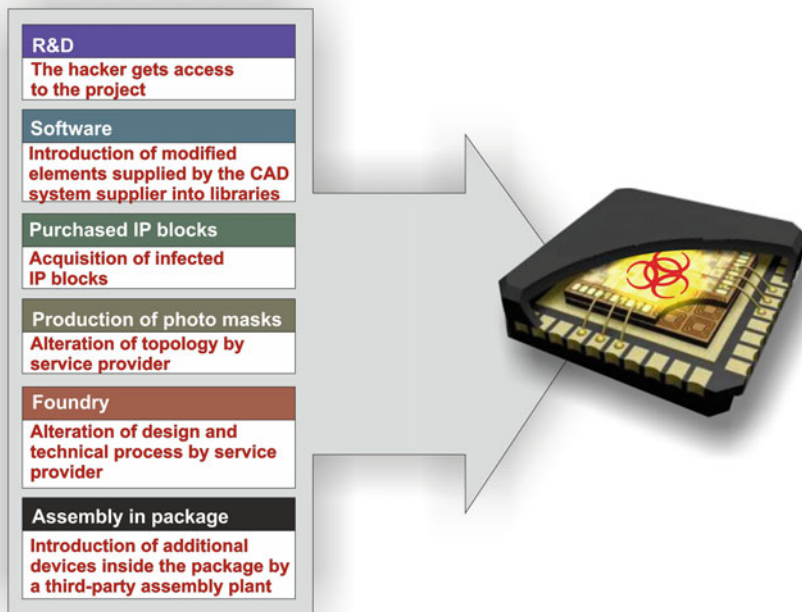 R&D
The hacker gets access
to the project
Software
Introduction of modified
elements supplied by the CAD
system supplier into libraries
Purchased IP blocks
Acquisition of infected
IP blocks
Production of photo masks
Alteration of topology by
service provider
Foundry
Alteration of design and
technical process by service
provider
Assembly in package
Introduction of additional
devices inside the package by
a third-party assembly plant